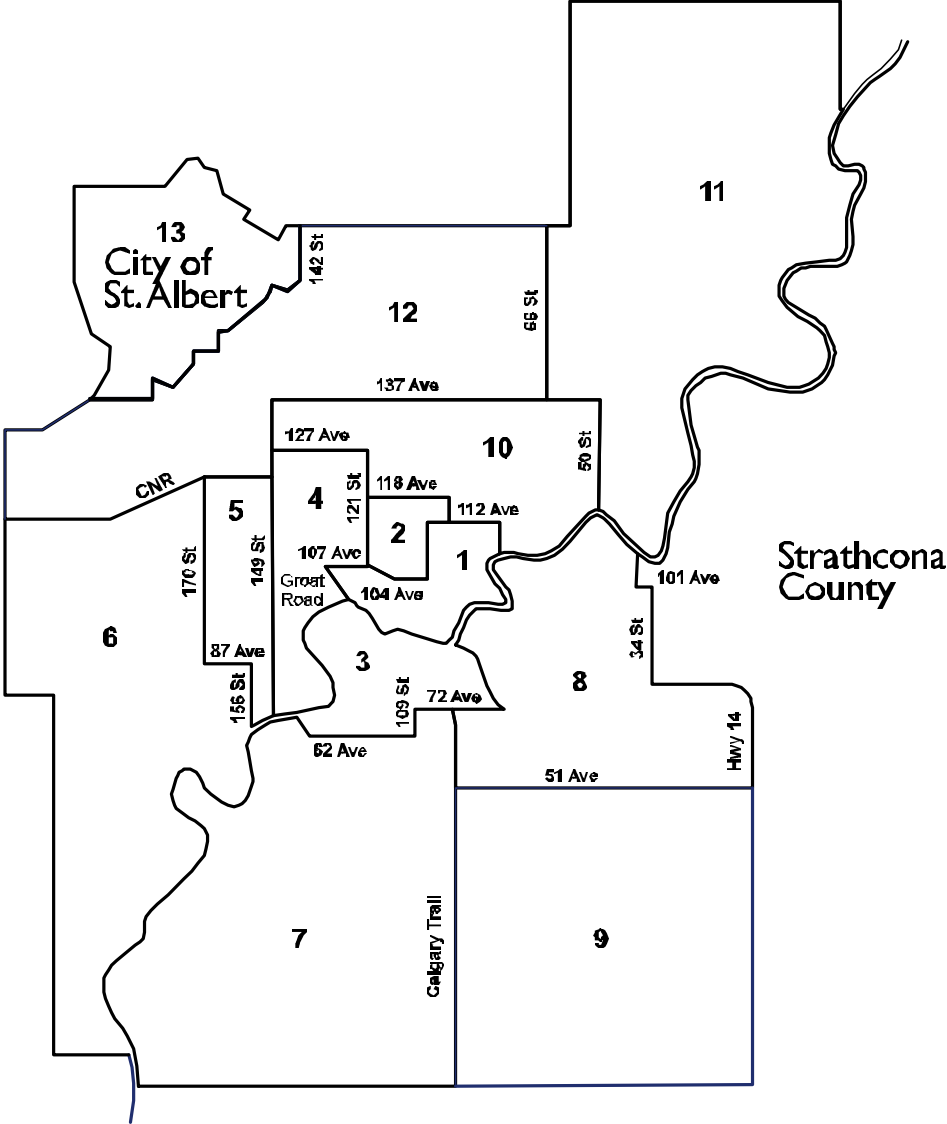 11
13
City of
St. Albert
142 St
66 St
12
137 Ave
127 Ave
10
50 St
CNR
5
4
121 St
118 Ave
112 Ave
2
1
170 St
149 St
107 Ave
Groat
Road
104 Ave
101 Ave
Strathcona
County
6
87 Ave
3
34 St
8
156 St
109 St
72 Ave
62 Ave
Hwy 14
51 Ave
7
Calgary Trail
9